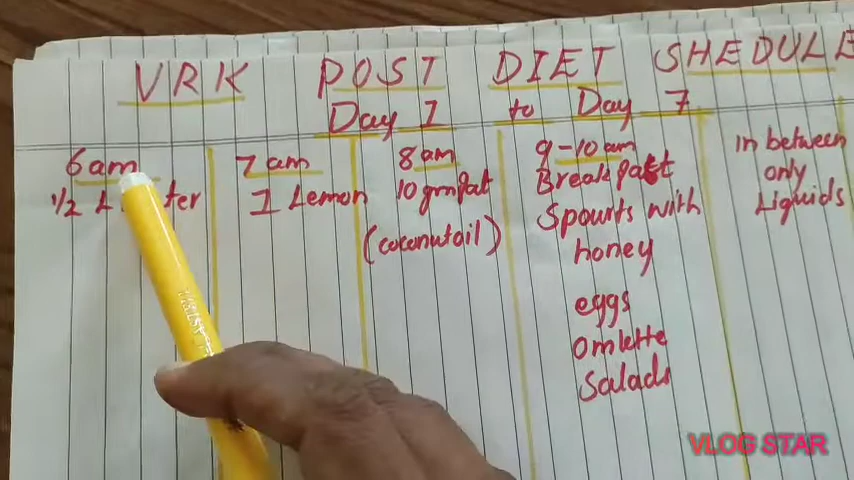 VRK POST DIET SHEDULE
Day 1 to Day 7
6 am
1/2 L
7 am
1 Lemon
8 am
10 gm fat
(coconut oil)
9-10 am
Breakfast
Spourts with
honey
eggs
Omlette
Salads
in between
only
Liquids
VLOG STAR